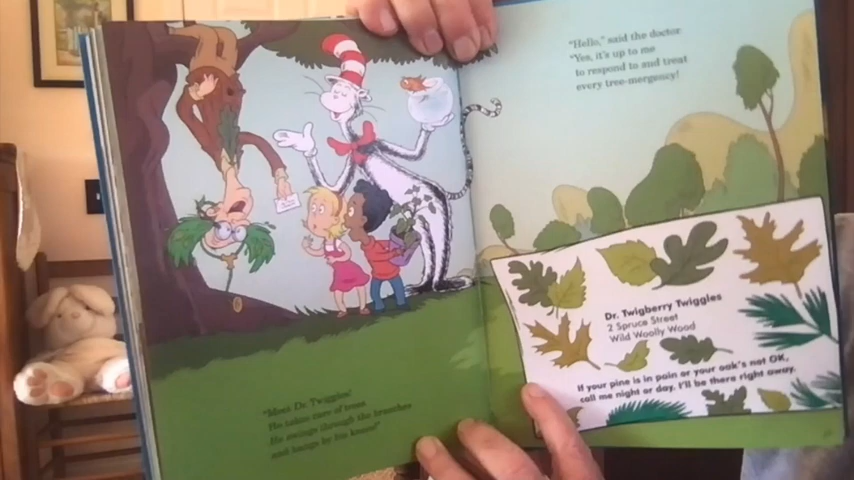 "Meet Dr. Twiggles!
He takes care of trees.
He swings through the branches
and hangs by his knees!"
"Hello," said the doctor.
"Yes, it's up to me
to respond to and treat
every tree-mergency!
Dr. Twigberry Twiggles
2 Spruce Street
Wild Woolly Wood
If your pine is in pain or your oak's not OK,
call me night or day, I'll be there right away.